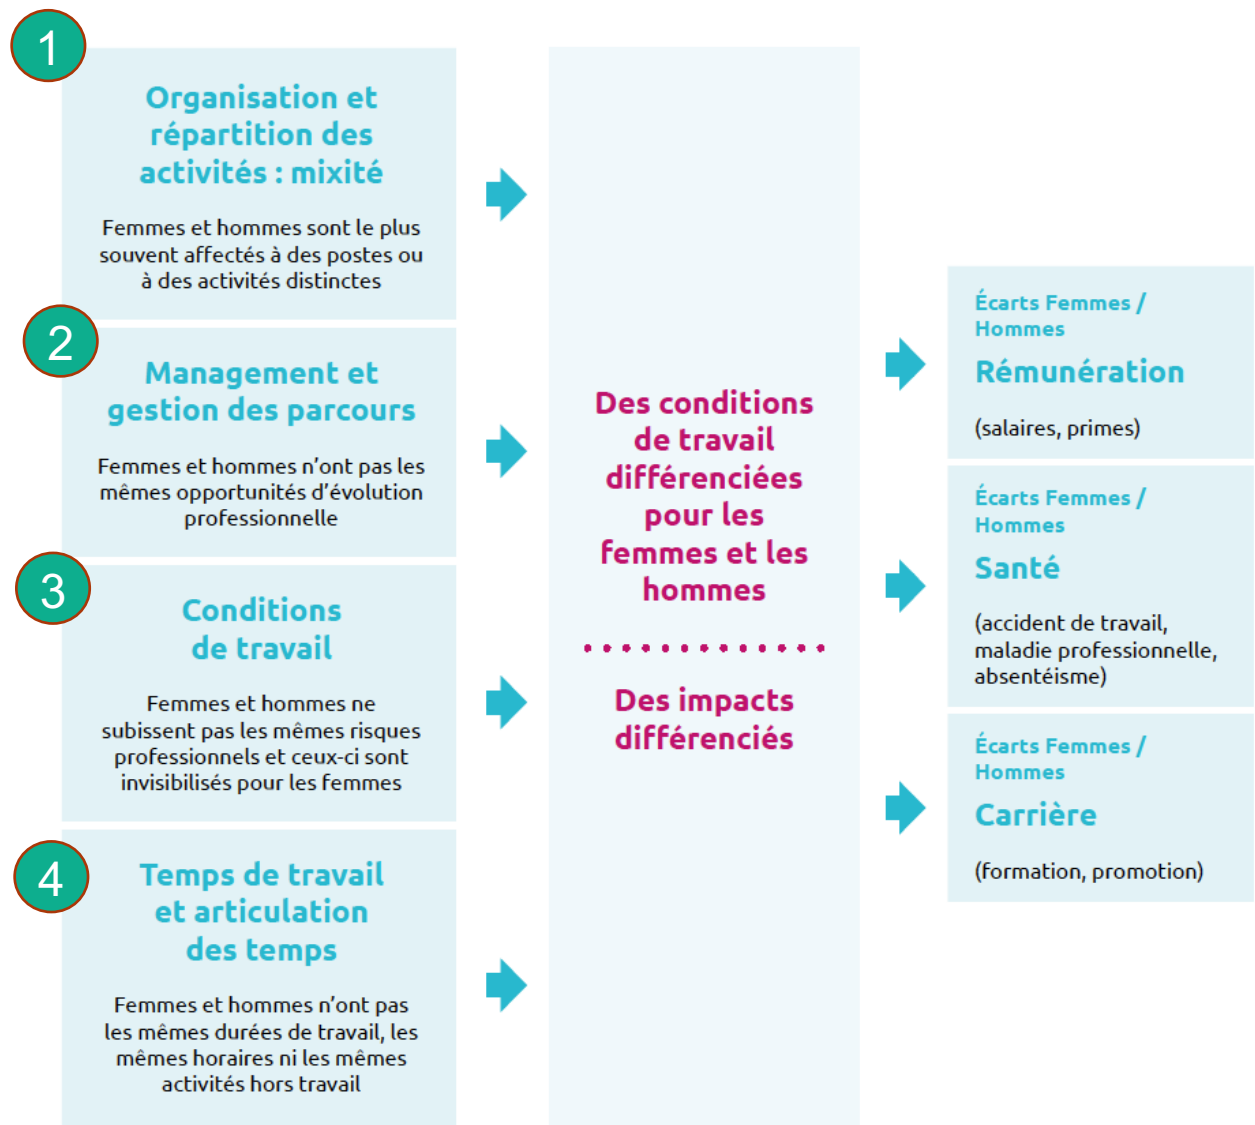 1
Organisation et
répartition des
activités : mixité
Femmes et hommes sont le plus
souvent affectés à des postes ou
à des activités distinctes
2
Management et
gestion des parcours
Femmes et hommes n’ont pas les
mêmes opportunités d’évolution
professionnelle
3
Conditions
de travail
Femmes et hommes ne
subissent pas les mêmes risques
professionnels et ceux-ci sont
invisibilisés pour les femmes
4
Temps de travail
et articulation
des temps
Femmes et hommes n’ont pas
les mêmes durées de travail, les
mêmes horaires ni les mêmes
activités hors travail
Des conditions
de travail
différenciées
pour les
femmes et les
hommes
Des impacts
différenciés
Écarts Femmes /
Hommes
Rémunération
(salaires, primes)
Écarts Femmes /
Hommes
Santé
(accident de travail,
maladie professionnelle,
absentéisme)
Écarts Femmes /
Hommes
Carrière
(formation, promotion)